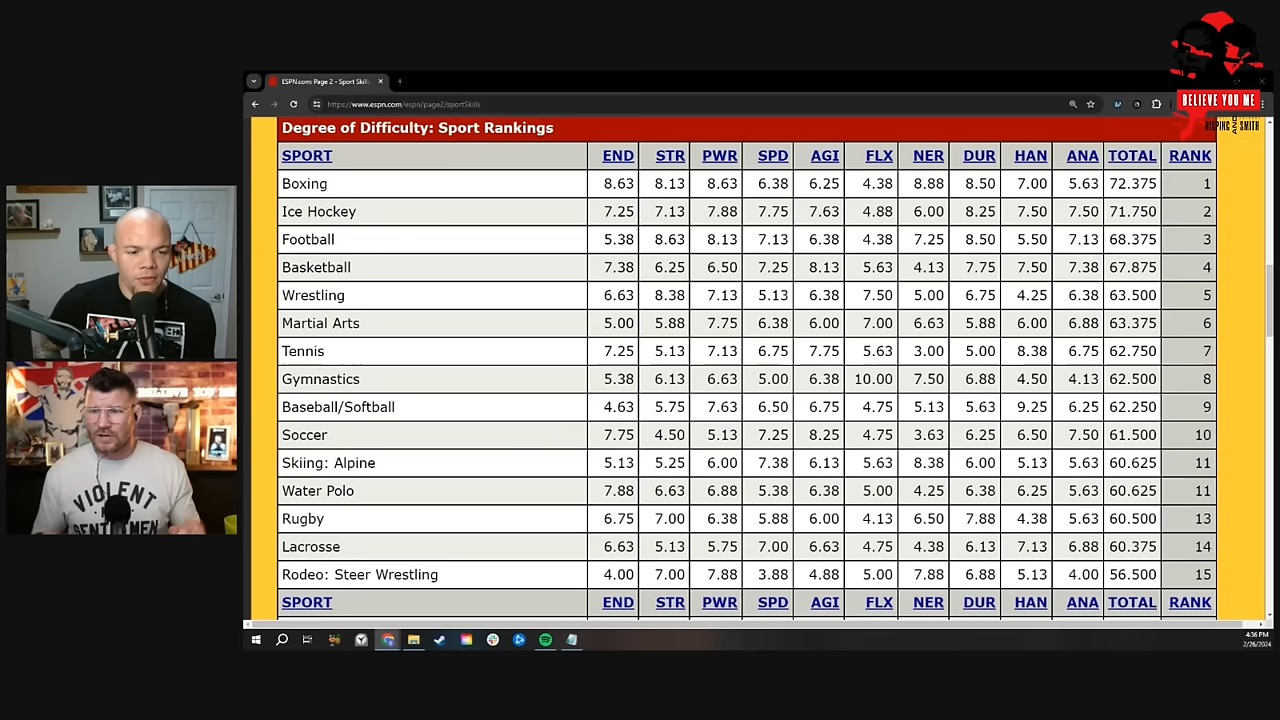 ESPN.com: Page 2 - Sport Skills
https://www.espn.com/espn/page2/sportSkills
BELIEVE YOU ME
BISPING AND SMITH
Degree of Difficulty: Sport Rankings
SPORT END STR PWR SPD AGI FLX NER DUR HAN ANA TOTAL RANK
Boxing 8.63 8.13 8.63 6.38 6.25 4.38 8.88 8.50 7.00 5.63 72.375 1
Ice Hockey 7.25 7.13 7.88 7.75 7.63 4.88 6.00 8.25 7.50 7.50 71.750 2
Football 5.38 8.63 8.13 7.13 6.38 4.38 7.25 8.50 5.50 7.13 68.375 3
Basketball 7.38 6.25 6.50 7.25 8.13 5.63 4.13 7.75 7.50 7.38 67.875 4
Wrestling 6.63 8.38 7.13 5.13 6.38 7.50 5.00 6.75 4.25 6.38 63.500 5
Martial Arts 5.00 5.88 7.75 6.38 6.00 7.00 6.63 5.88 6.00 6.88 63.375 6
Tennis 7.25 5.13 7.13 6.75 7.75 5.63 3.00 5.00 8.38 6.75 62.750 7
Gymnastics 5.38 6.13 6.63 5.00 6.38 10.00 7.50 6.88 4.50 4.13 62.500 8
Baseball/Softball 4.63 5.75 7.63 6.50 6.75 4.75 5.13 5.63 9.25 6.25 62.250 9
Soccer 7.75 4.50 5.13 7.25 8.25 4.75 3.63 6.25 6.50 7.50 61.500 10
Skiing: Alpine 5.13 5.25 6.00 7.38 6.13 5.63 8.38 6.00 5.13 5.63 60.625 11
Water Polo 7.88 6.63 6.88 5.38 6.38 5.00 4.25 6.38 6.25 5.63 60.625 11
Rugby 6.75 7.00 6.38 5.88 6.00 4.13 6.50 7.88 4.38 5.63 60.500 13
Lacrosse 6.63 5.13 5.75 7.00 6.63 4.75 4.38 6.13 7.13 6.88 60.375 14
Rodeo: Steer Wrestling 4.00 7.00 7.88 3.88 4.88 5.00 7.88 6.88 5.13 4.00 56.500 15
SPORT END STR PWR SPD AGI FLX NER DUR HAN ANA TOTAL RANK
VIOLENT
GENTLEMEN
4:36 PM
2/26/2024